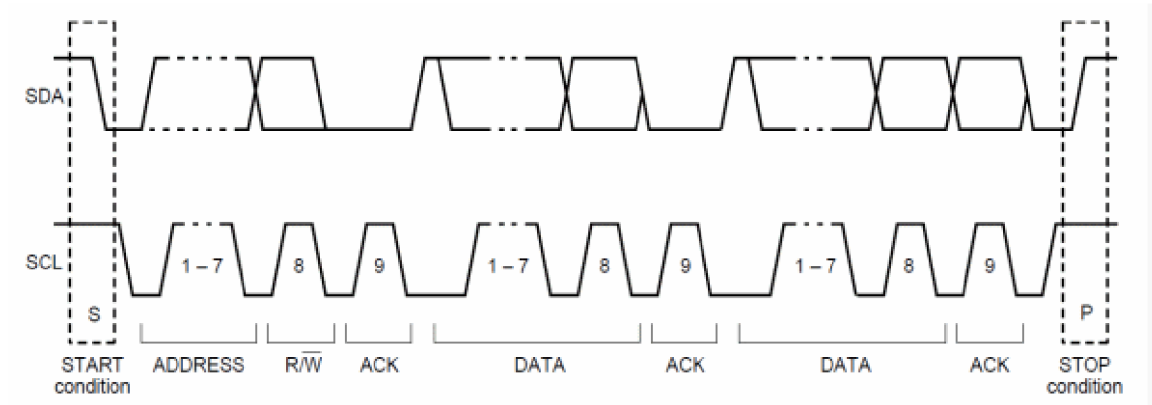 SDA
SCL
1 – 7 8 9 1 – 7 8 9 1 – 7 8 9
S P
START ADDRESS R/W̅ ACK DATA ACK DATA ACK STOP
condition condition